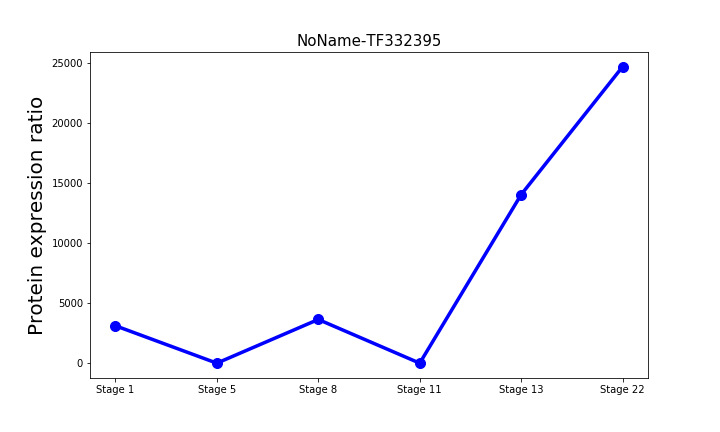 NoName-TF332395
Protein expression ratio
25000
20000
15000
10000
5000
0
Stage 1 Stage 5 Stage 8 Stage 11 Stage 13 Stage 22